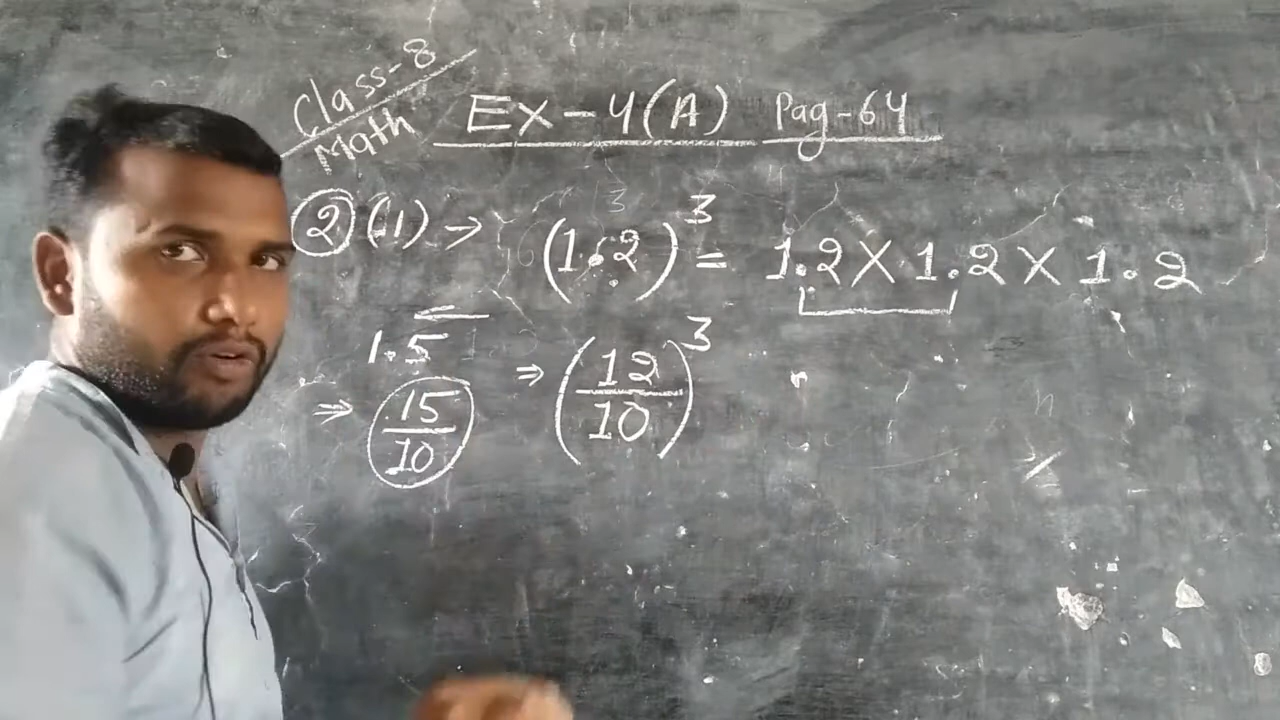 Class-8
Math
Ex-4(A) Pag-64
2 (1) → (1.2)³ = 1.2 X 1.2 X 1.2
1.5
⇒ 15/10 ⇒ (12/10)³